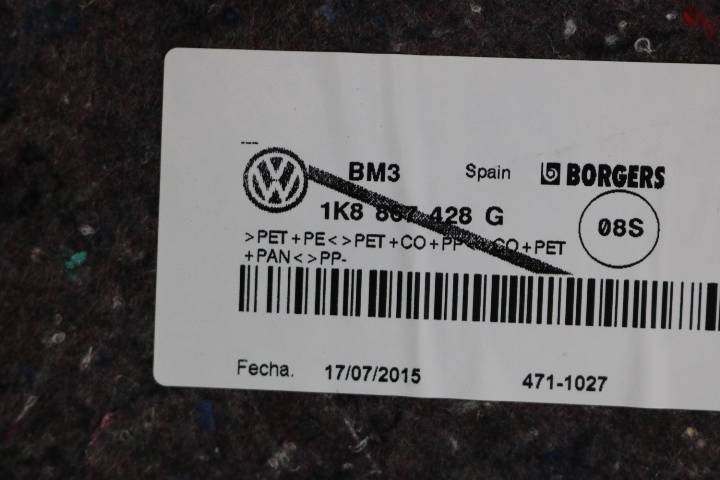 BM3 Spain BORGERS
1K8 867 428 G 08S
>PET+PE<>PET+CO+PP<>CO+PET
+PAN<>PP-
Fecha. 17/07/2015 471-1027